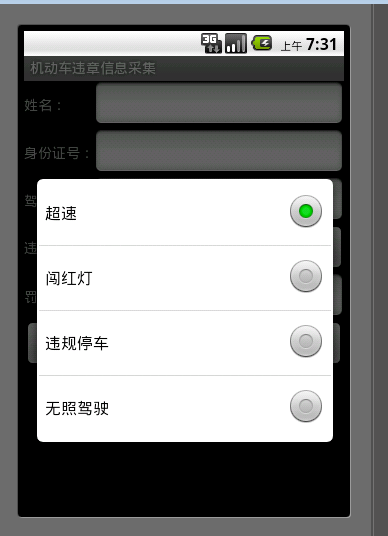 3G 上午 7:31
机动车违章信息采集
姓名：
身份证号：
驾
超速
违
闯红灯
罚
违规停车
无照驾驶